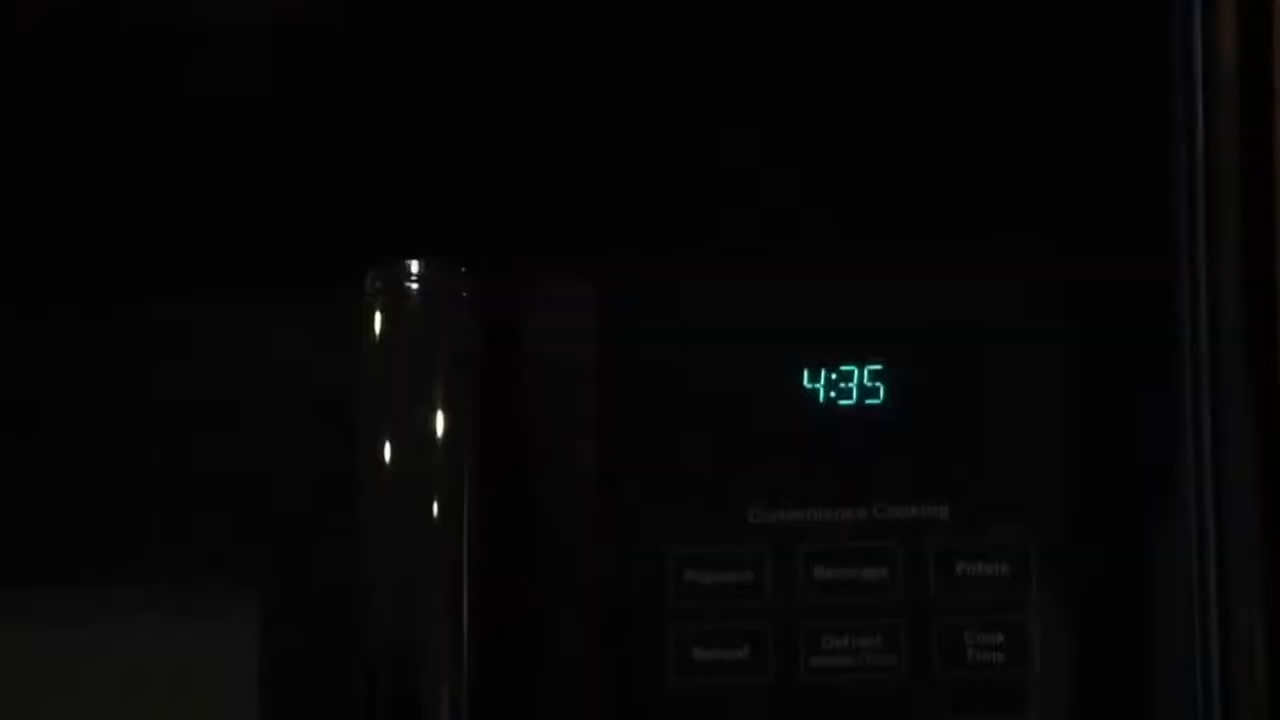 4:35
Convenience Cooking
Popcorn Beverage Potato
Reheat Defrost Cook
Time